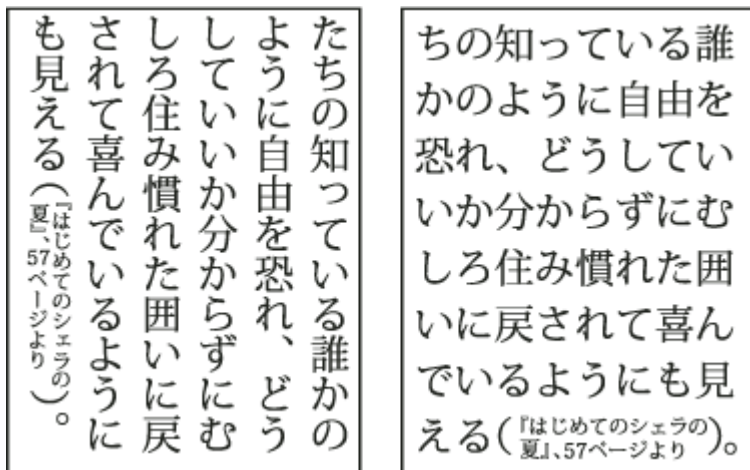 たちの知っている誰かの
ように自由を恐れ、どう
していいか分からずにむ
しろ住み慣れた囲いに戻
されて喜んでいるように
も見える(『はじめてのシェラの
夏』、57ページより)。
ちの知っている誰
かのように自由を
恐れ、どうしてい
いか分からずにむ
しろ住み慣れた囲
いに戻されて喜ん
でいるようにも見
える(『はじめてのシェラの
夏』、57ページより)。